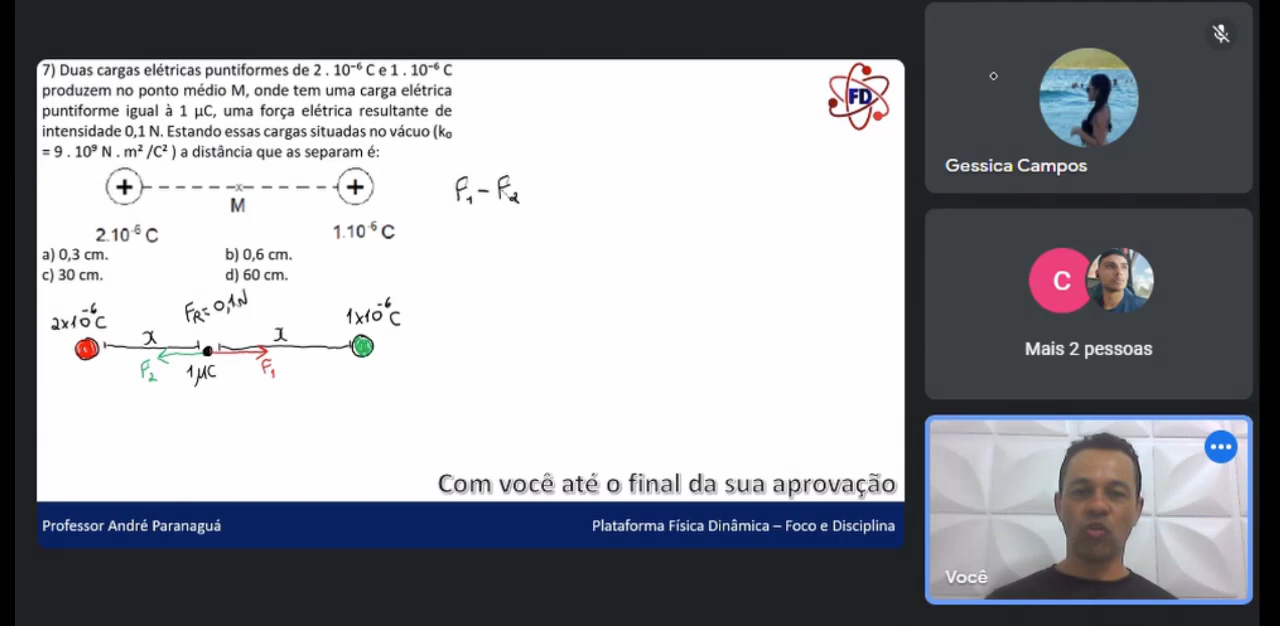 7) Duas cargas elétricas puntiformes de 2 . 10⁻⁶ C e 1 . 10⁻⁶ C
produzem no ponto médio M, onde tem uma carga elétrica
puntiforme igual à 1 µC, uma força elétrica resultante de
intensidade 0,1 N. Estando essas cargas situadas no vácuo (k₀
= 9 . 10⁹ N . m² /C² ) a distância que as separam é:
FD
+ x +
M
2.10⁻⁶ C 1.10⁻⁶ C
a) 0,3 cm. b) 0,6 cm.
c) 30 cm. d) 60 cm.
F₁ - F₂
FR = 0,1N
2x10⁻⁶C 1x10⁻⁶C
x x
F₂ 1µC F₁
Com você até o final da sua aprovação
Professor André Paranaguá Plataforma Física Dinâmica – Foco e Disciplina
Gessica Campos
C
Mais 2 pessoas
Você